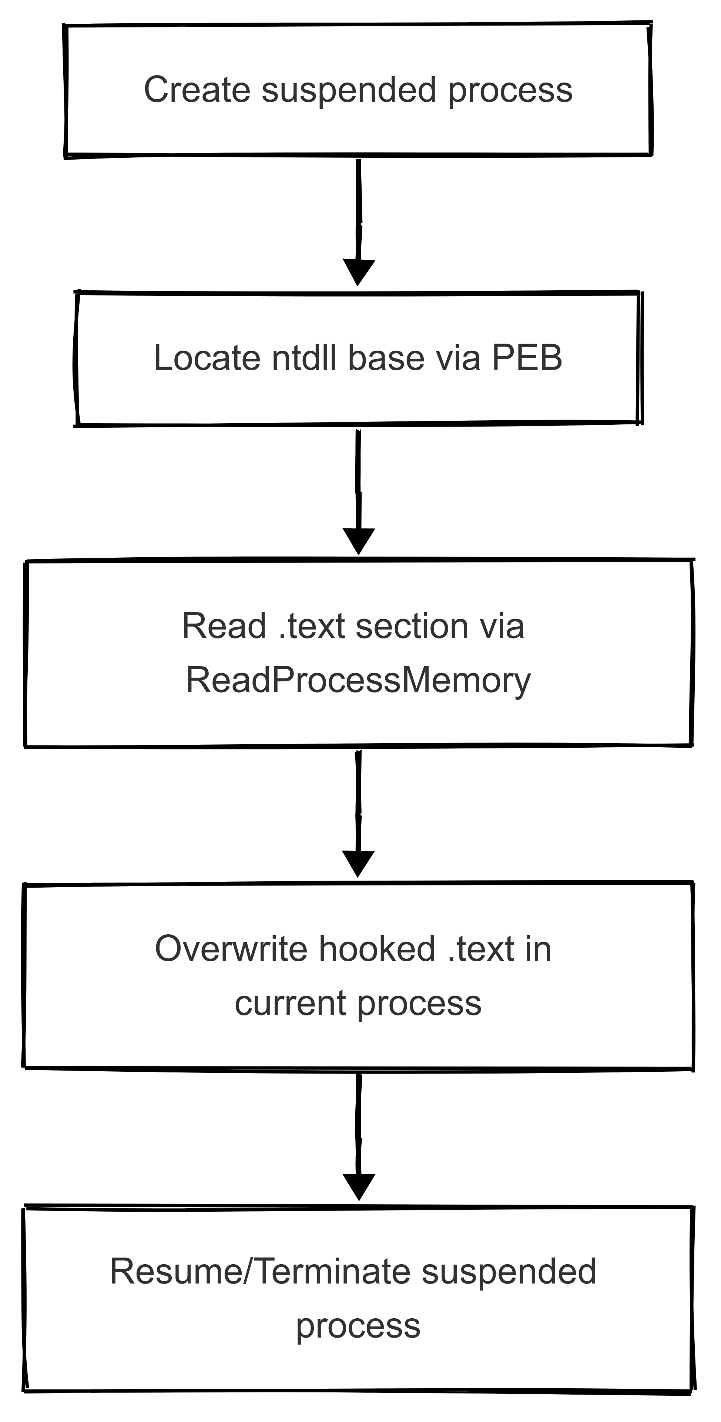 Create suspended process
Locate ntdll base via PEB
Read .text section via
ReadProcessMemory
Overwrite hooked .text in
current process
Resume/Terminate suspended
process